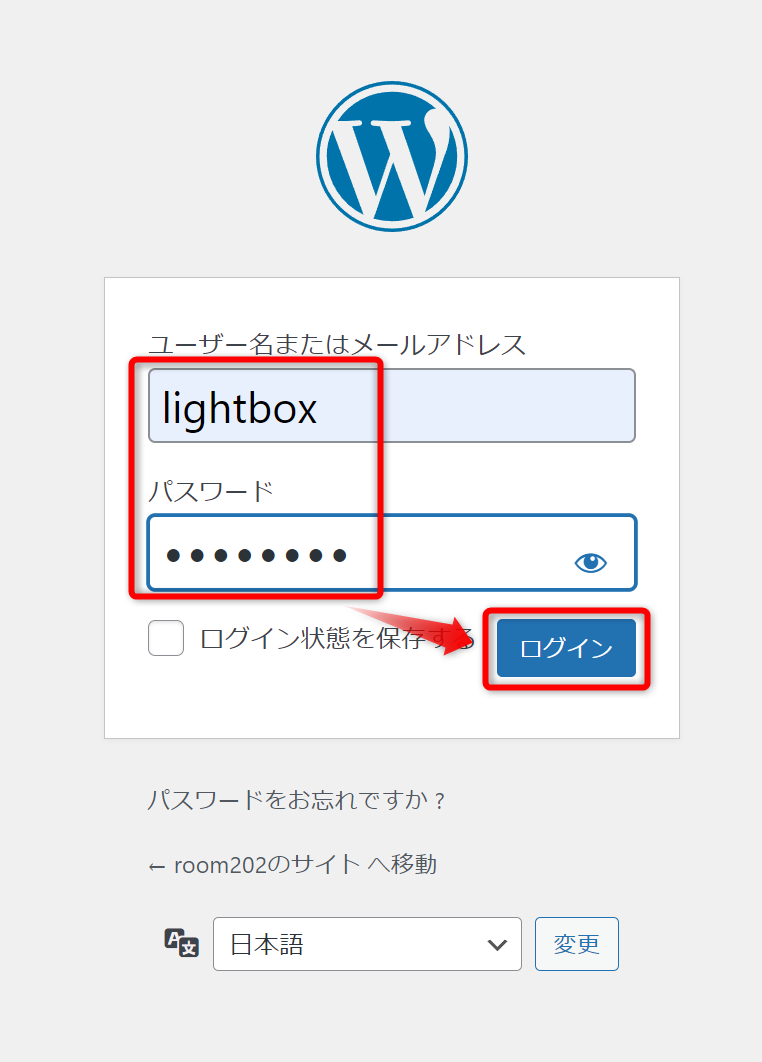 ユーザー名またはメールアドレス
lightbox
パスワード
●●●●●●●●
ログイン状態を保存する
ログイン
パスワードをお忘れですか ?
← room202のサイト へ移動
日本語
変更